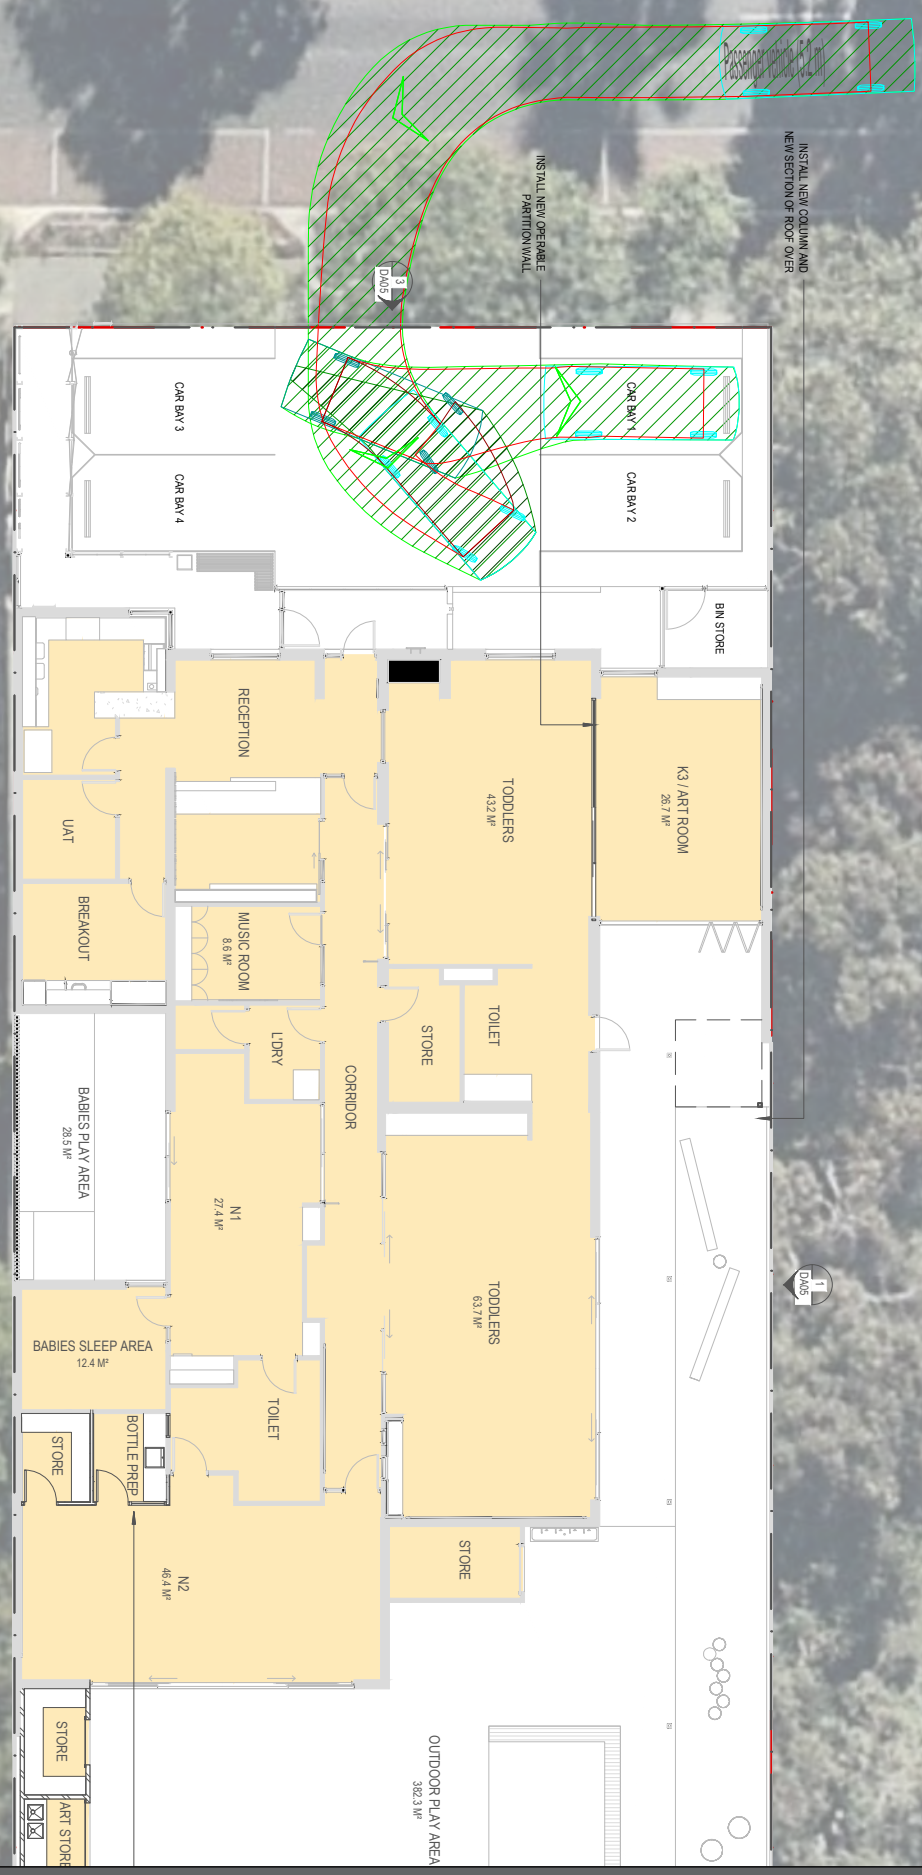 Passenger vehicle (5.2 m)
INSTALL NEW COLUMN AND
NEW SECTION OF ROOF OVER
INSTALL NEW OPERABLE
PARTITION WALL
3
DA05
CAR BAY 3
CAR BAY 4
CAR BAY 1
CAR BAY 2
BIN STORE
RECEPTION
TODDLERS
43.2 M²
K3 / ART ROOM
26.7 M²
UAT
BREAKOUT
MUSIC ROOM
8.6 M²
L'DRY
STORE
TOILET
CORRIDOR
BABIES PLAY AREA
28.5 M²
N1
27.4 M²
TODDLERS
63.7 M²
1
DA05
BABIES SLEEP AREA
12.4 M²
TOILET
STORE
BOTTLE PREP
N2
46.4 M²
STORE
STORE
ART STORE
OUTDOOR PLAY AREA
382.3 M²